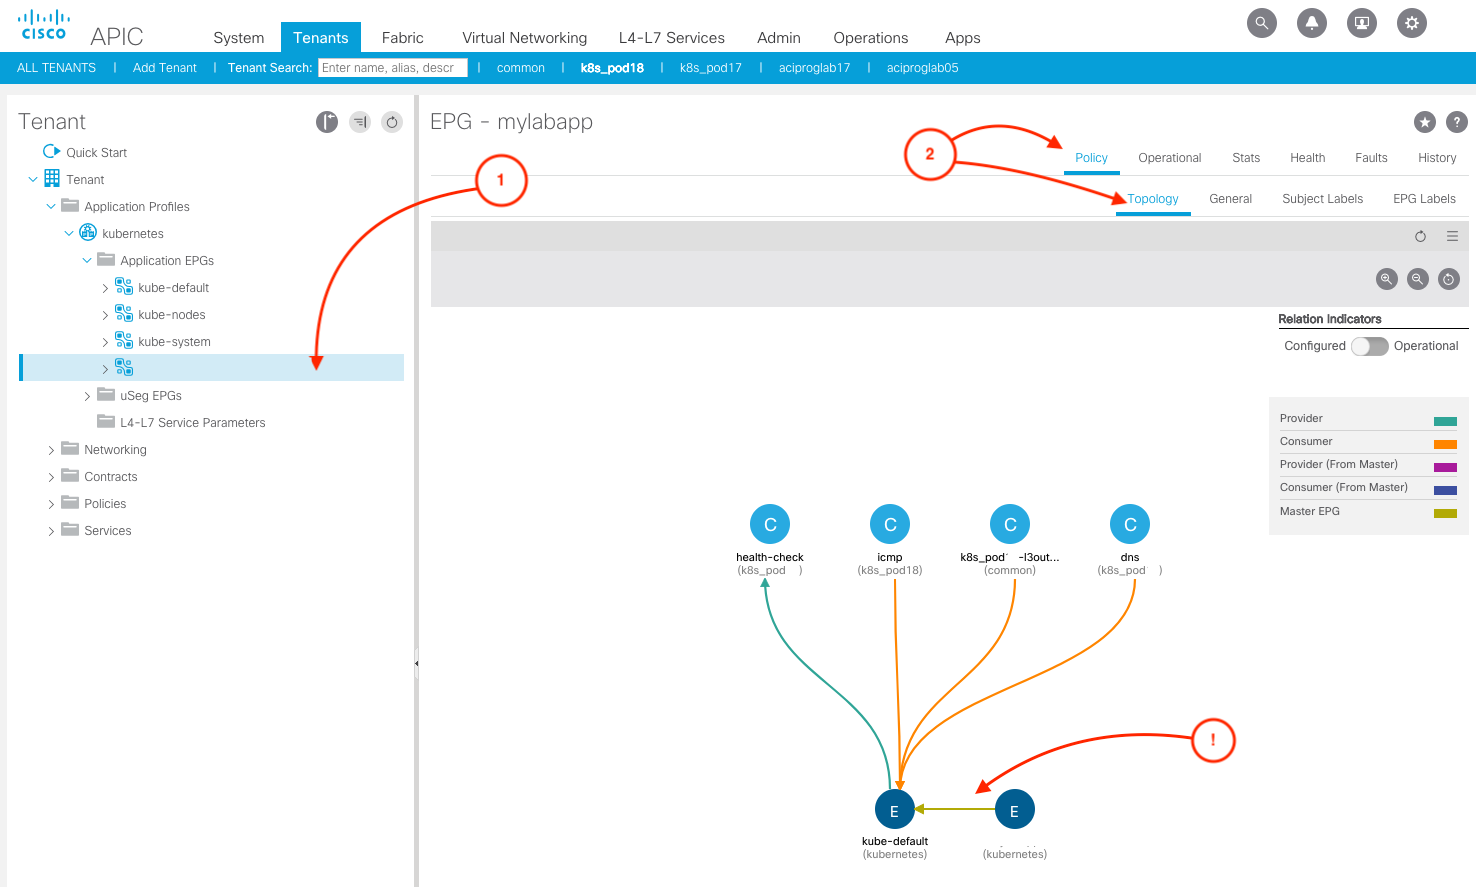 CISCO
APIC
System
Tenants
Fabric
Virtual Networking
L4-L7 Services
Admin
Operations
Apps
ALL TENANTS | Add Tenant | Tenant Search: Enter name, alias, descr | common | k8s_pod18 | k8s_pod17 | aciproglab17 | aciproglab05
Tenant
Quick Start
Tenant
Application Profiles
kubernetes
Application EPGs
kube-default
kube-nodes
kube-system
uSeg EPGs
L4-L7 Service Parameters
Networking
Contracts
Policies
Services
1
EPG - mylabapp
2
Policy
Operational
Stats
Health
Faults
History
Topology
General
Subject Labels
EPG Labels
Relation Indicators
Configured
Operational
Provider
Consumer
Provider (From Master)
Consumer (From Master)
Master EPG
C
C
C
C
health-check
icmp
k8s_pod -l3out...
dns
(k8s_pod )
(k8s_pod18)
(common)
(k8s_pod )
!
E
E
kube-default
(kubernetes)
(kubernetes)